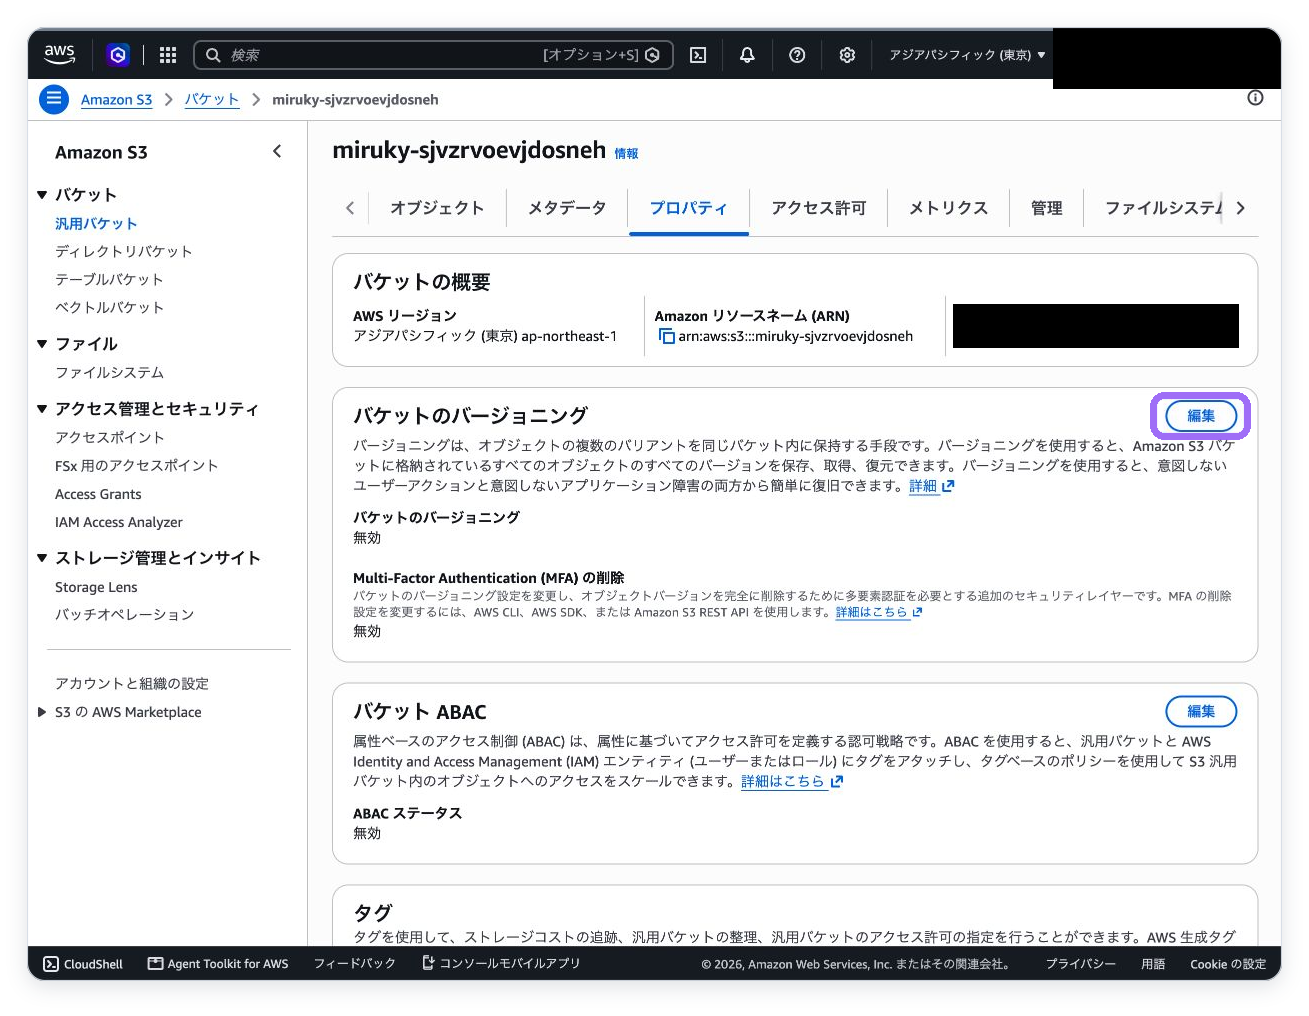 aws
検索
[オプション+S]
アジアパシフィック (東京) ▼
Amazon S3
バケット
miruky-sjvzrvoevjdosneh
Amazon S3
▼ バケット
汎用バケット
ディレクトリバケット
テーブルバケット
ベクトルバケット
▼ ファイル
ファイルシステム
▼ アクセス管理とセキュリティ
アクセスポイント
FSx 用のアクセスポイント
Access Grants
IAM Access Analyzer
▼ ストレージ管理とインサイト
Storage Lens
バッチオペレーション
アカウントと組織の設定
▶ S3 の AWS Marketplace
miruky-sjvzrvoevjdosneh 情報
オブジェクト
メタデータ
プロパティ
アクセス許可
メトリクス
管理
ファイルシステム
バケットの概要
AWS リージョン
アジアパシフィック (東京) ap-northeast-1
Amazon リソースネーム (ARN)
arn:aws:s3:::miruky-sjvzrvoevjdosneh
バケットのバージョニング
編集
バージョニングは、オブジェクトの複数のバリアントを同じバケット内に保持する手段です。バージョニングを使用すると、Amazon S3 バケ
ットに格納されているすべてのオブジェクトのすべてのバージョンを保存、取得、復元できます。バージョニングを使用すると、意図しない
ユーザーアクションと意図しないアプリケーション障害の両方から簡単に復旧できます。詳細
バケットのバージョニング
無効
Multi-Factor Authentication (MFA) の削除
バケットのバージョニング設定を変更し、オブジェクトバージョンを完全に削除するために多要素認証を必要とする追加のセキュリティレイヤーです。MFA の削除
設定を変更するには、AWS CLI、AWS SDK、または Amazon S3 REST API を使用します。詳細はこちら
無効
バケット ABAC
編集
属性ベースのアクセス制御 (ABAC) は、属性に基づいてアクセス許可を定義する認可戦略です。ABAC を使用すると、汎用バケットと AWS
Identity and Access Management (IAM) エンティティ (ユーザーまたはロール) にタグをアタッチし、タグベースのポリシーを使用して S3 汎用
バケット内のオブジェクトへのアクセスをスケールできます。詳細はこちら
ABAC ステータス
無効
タグ
タグを使用して、ストレージコストの追跡、汎用バケットの整理、汎用バケットのアクセス許可の指定を行うことができます。AWS 生成タグ
CloudShell
Agent Toolkit for AWS
フィードバック
コンソールモバイルアプリ
© 2026, Amazon Web Services, Inc. またはその関連会社。
プライバシー
用語
Cookie の設定